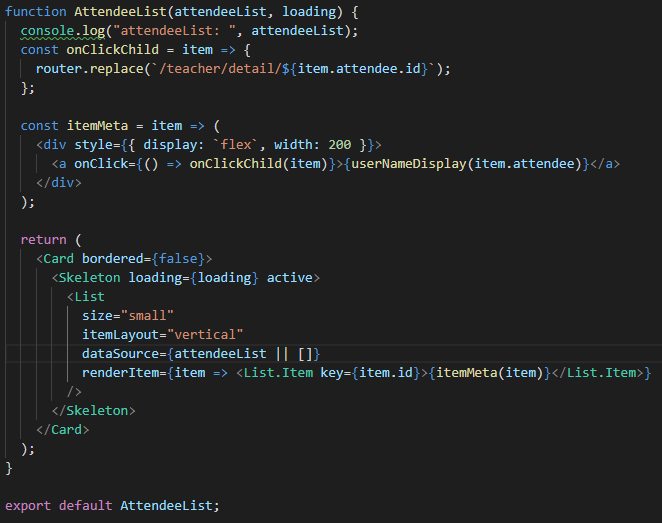 function AttendeeList(attendeeList, loading) {
  console.log("attendeeList: ", attendeeList);
  const onClickChild = item => {
    router.replace(`/teacher/detail/${item.attendee.id}`);
  };

  const itemMeta = item => (
    <div style={{ display: `flex`, width: 200 }}>
      <a onClick={() => onClickChild(item)}>{userNameDisplay(item.attendee)}</a>
    </div>
  );

  return (
    <Card bordered={false}>
      <Skeleton loading={loading} active>
        <List
          size="small"
          itemLayout="vertical"
          dataSource={attendeeList || []}
          renderItem={item => <List.Item key={item.id}>{itemMeta(item)}</List.Item>}
        />
      </Skeleton>
    </Card>
  );
}

export default AttendeeList;